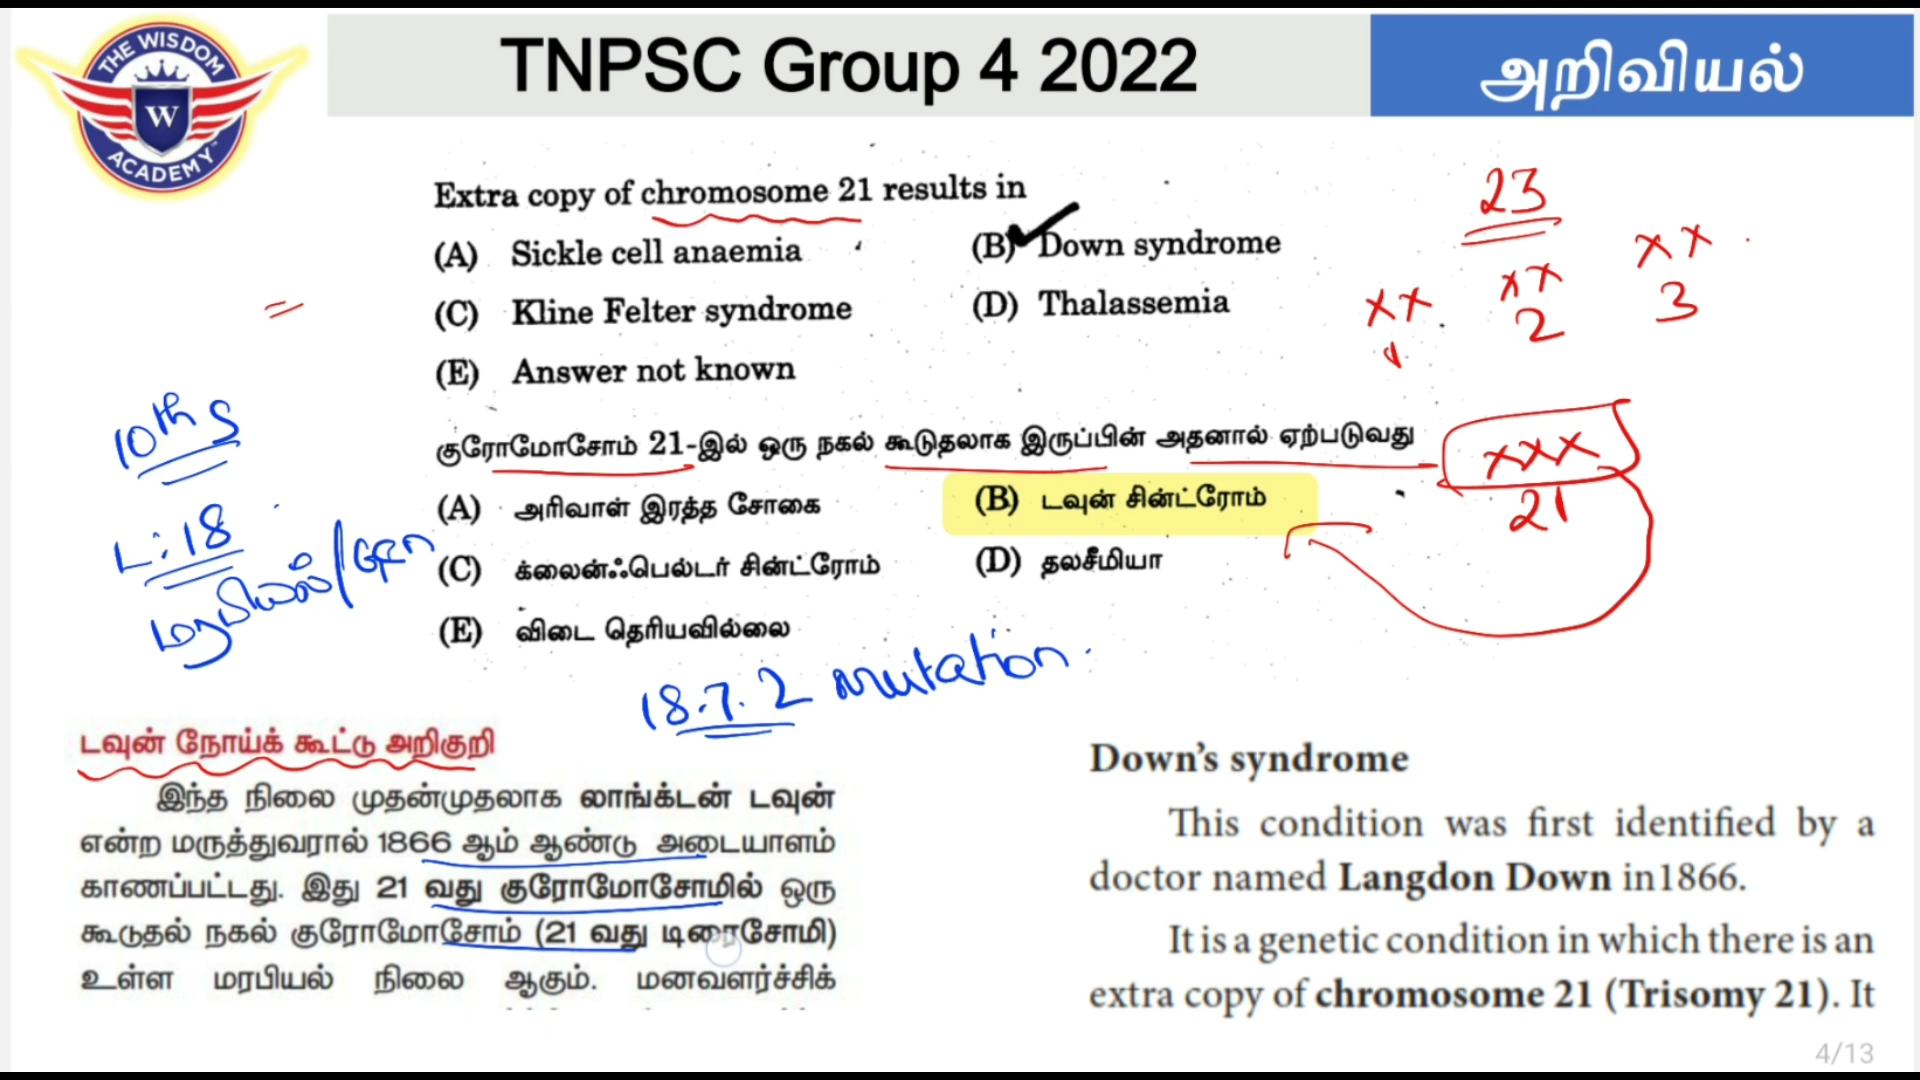 THE WISDOM
W
ACADEMY™
TNPSC Group 4 2022
அறிவியல்
Extra copy of chromosome 21 results in
(A) Sickle cell anaemia
(B) Down syndrome
(C) Kline Felter syndrome
(D) Thalassemia
(E) Answer not known
23
xx
xx
2
xx
3
குரோமோசோம் 21-இல் ஒரு நகல் கூடுதலாக இருப்பின் அதனால் ஏற்படுவது
xxx
21
(A) அரிவாள் இரத்த சோகை
(B) டவுன் சின்ட்ரோம்
(C) க்லைன்ஃபெல்டர் சின்ட்ரோம்
(D) தலசீமியா
(E) விடை தெரியவில்லை
10th S
L: 18
மரபியல்/
18.7.2 Mutation.
டவுன் நோய்க் கூட்டு அறிகுறி
இந்த நிலை முதன்முதலாக லாங்க்டன் டவுன்
என்ற மருத்துவரால் 1866 ஆம் ஆண்டு அடையாளம்
காணப்பட்டது. இது 21 வது குரோமோசோமில் ஒரு
கூடுதல் நகல் குரோமோசோம் (21 வது டிரைசோமி)
உள்ள மரபியல் நிலை ஆகும். மனவளர்ச்சிக்
Down’s syndrome
This condition was first identified by a
doctor named Langdon Down in1866.
It is a genetic condition in which there is an
extra copy of chromosome 21 (Trisomy 21). It
4/13